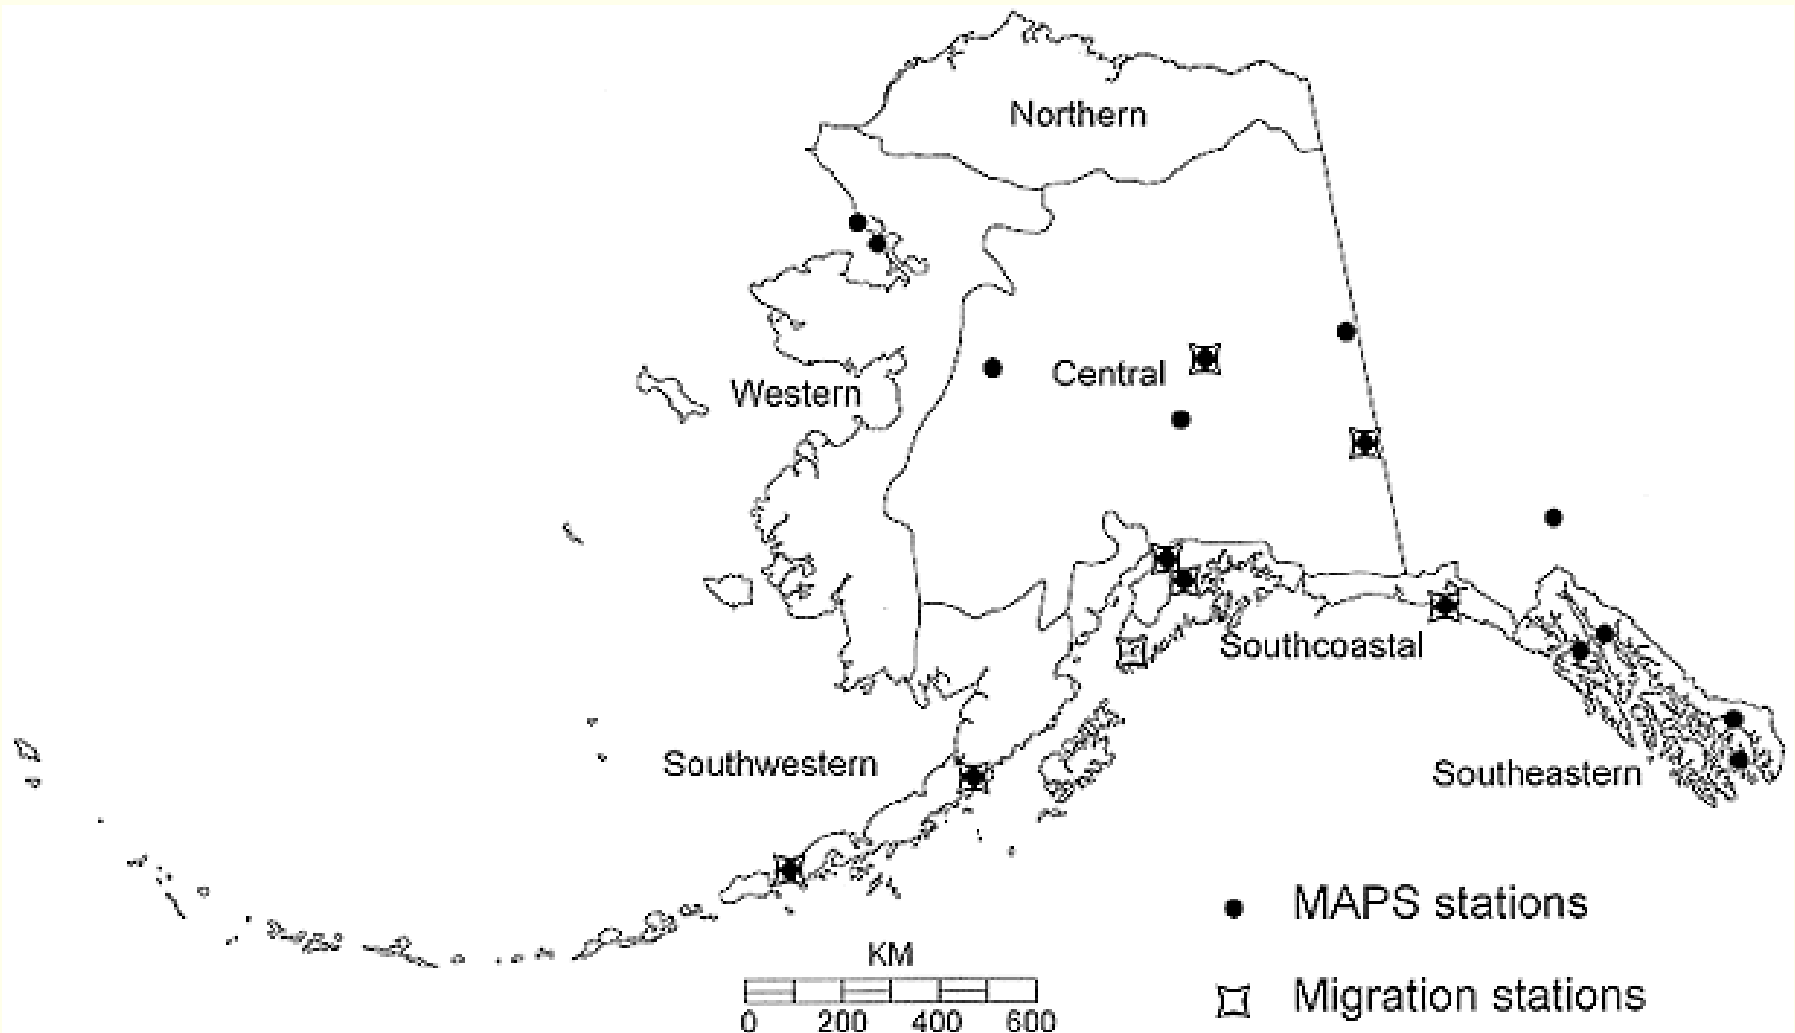 Northern
Central
Western
Southcoastal
Southwestern
Southeastern
MAPS stations
KM
Migration stations
0 200 400 600